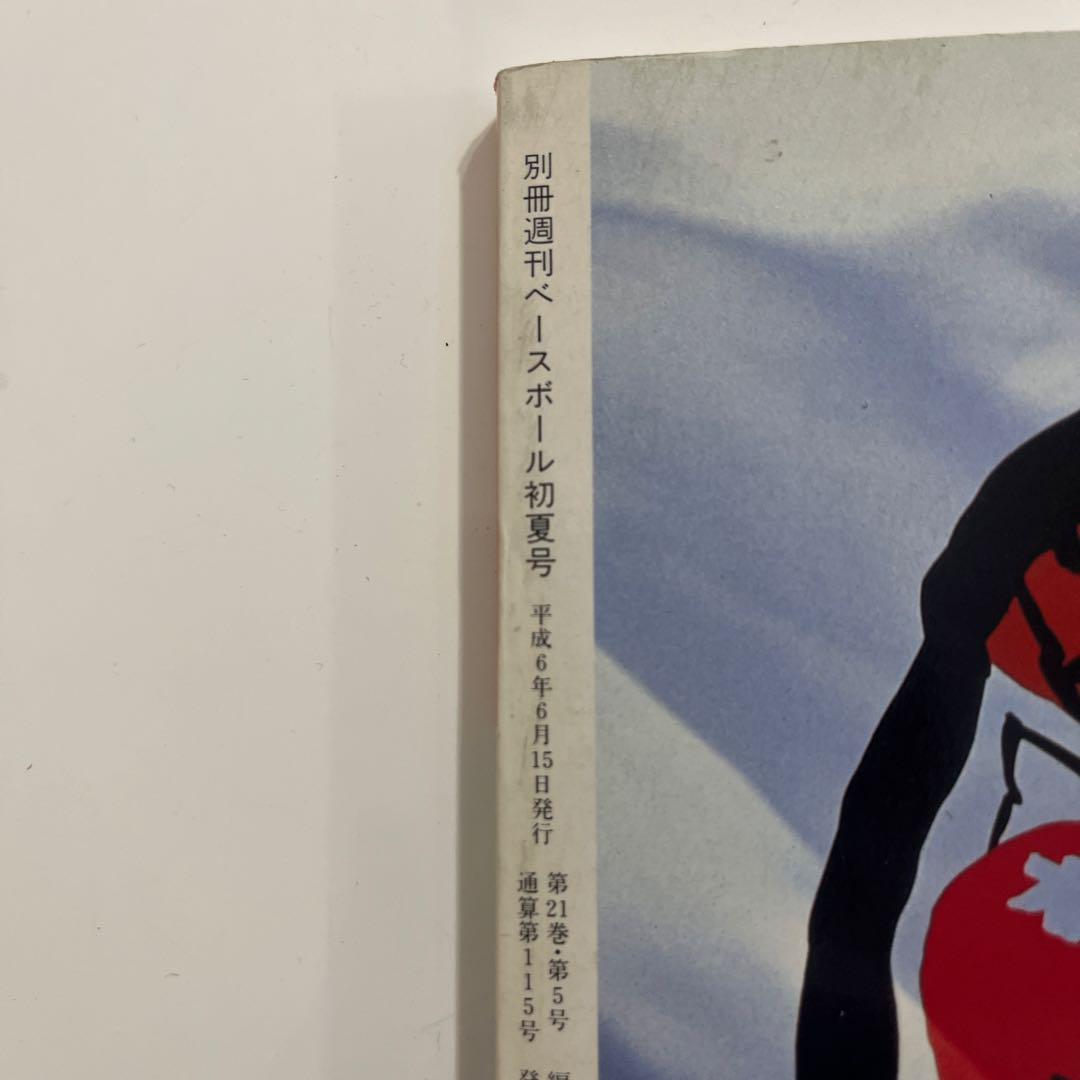 別冊週刊ベースボール初夏号
平成6年6月15日発行
第21巻・第5号
通算第115号
編
発